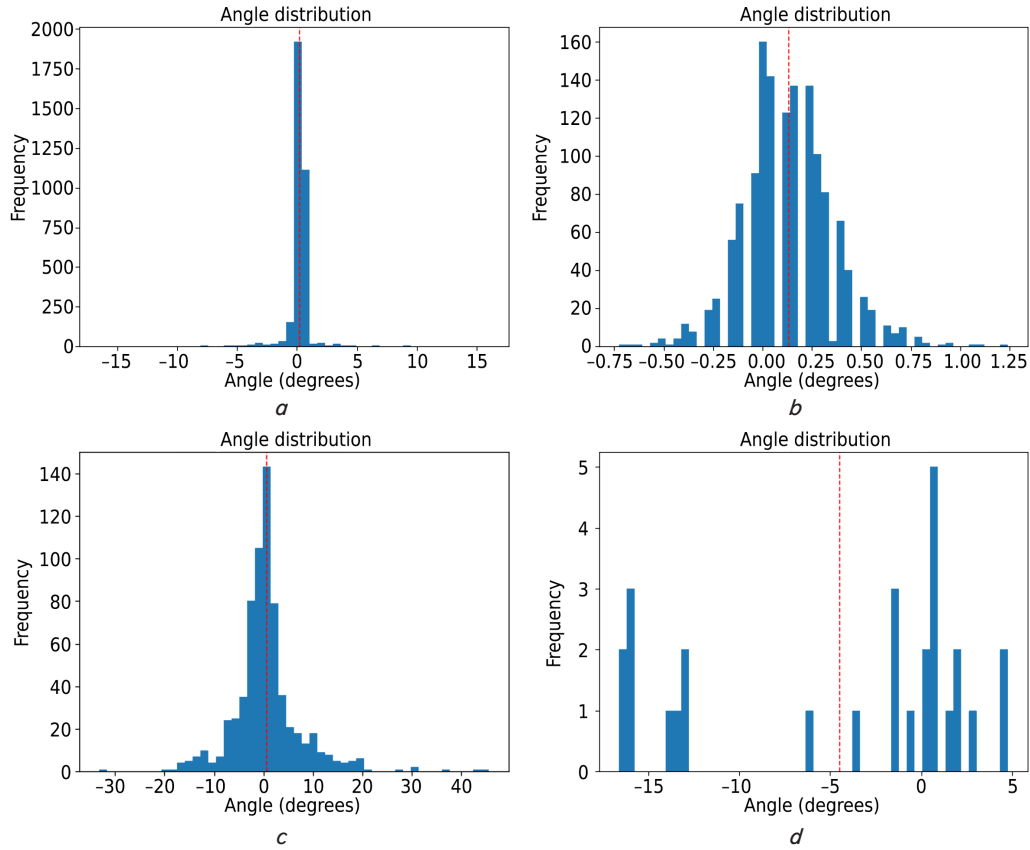 Angle distribution
Frequency
2000
1750
1500
1250
1000
750
500
250
0
−15 −10 −5 0 5 10 15
Angle (degrees)
a
Angle distribution
Frequency
160
140
120
100
80
60
40
20
0
−0.75 −0.50 −0.25 0.00 0.25 0.50 0.75 1.00 1.25
Angle (degrees)
b
Angle distribution
Frequency
140
120
100
80
60
40
20
0
−30 −20 −10 0 10 20 30 40
Angle (degrees)
c
Angle distribution
Frequency
5
4
3
2
1
0
−15 −10 −5 0 5
Angle (degrees)
d